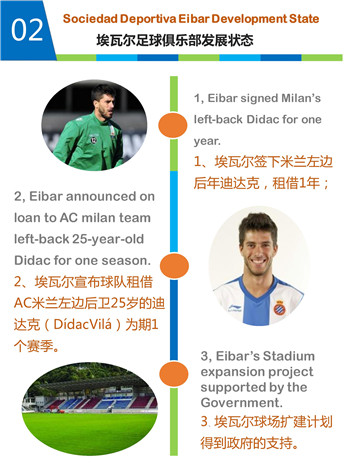 02
Sociedad Deportiva Eibar Development State
埃瓦尔足球俱乐部发展状态
1, Eibar signed Milan’s
left-back Didac for one
year.
1、埃瓦尔签下米兰左边
后年迪达克，租借1年；
2, Eibar announced on
loan to AC milan team
left-back 25-year-old
Didac for one season.
2、埃瓦尔宣布球队租借
AC米兰左边后卫25岁的迪
达克（DídacVilá）为期1
个赛季。
3, Eibar’s Stadium
expansion project
supported by the
Government.
3. 埃瓦尔球场扩建计划
得到政府的支持。